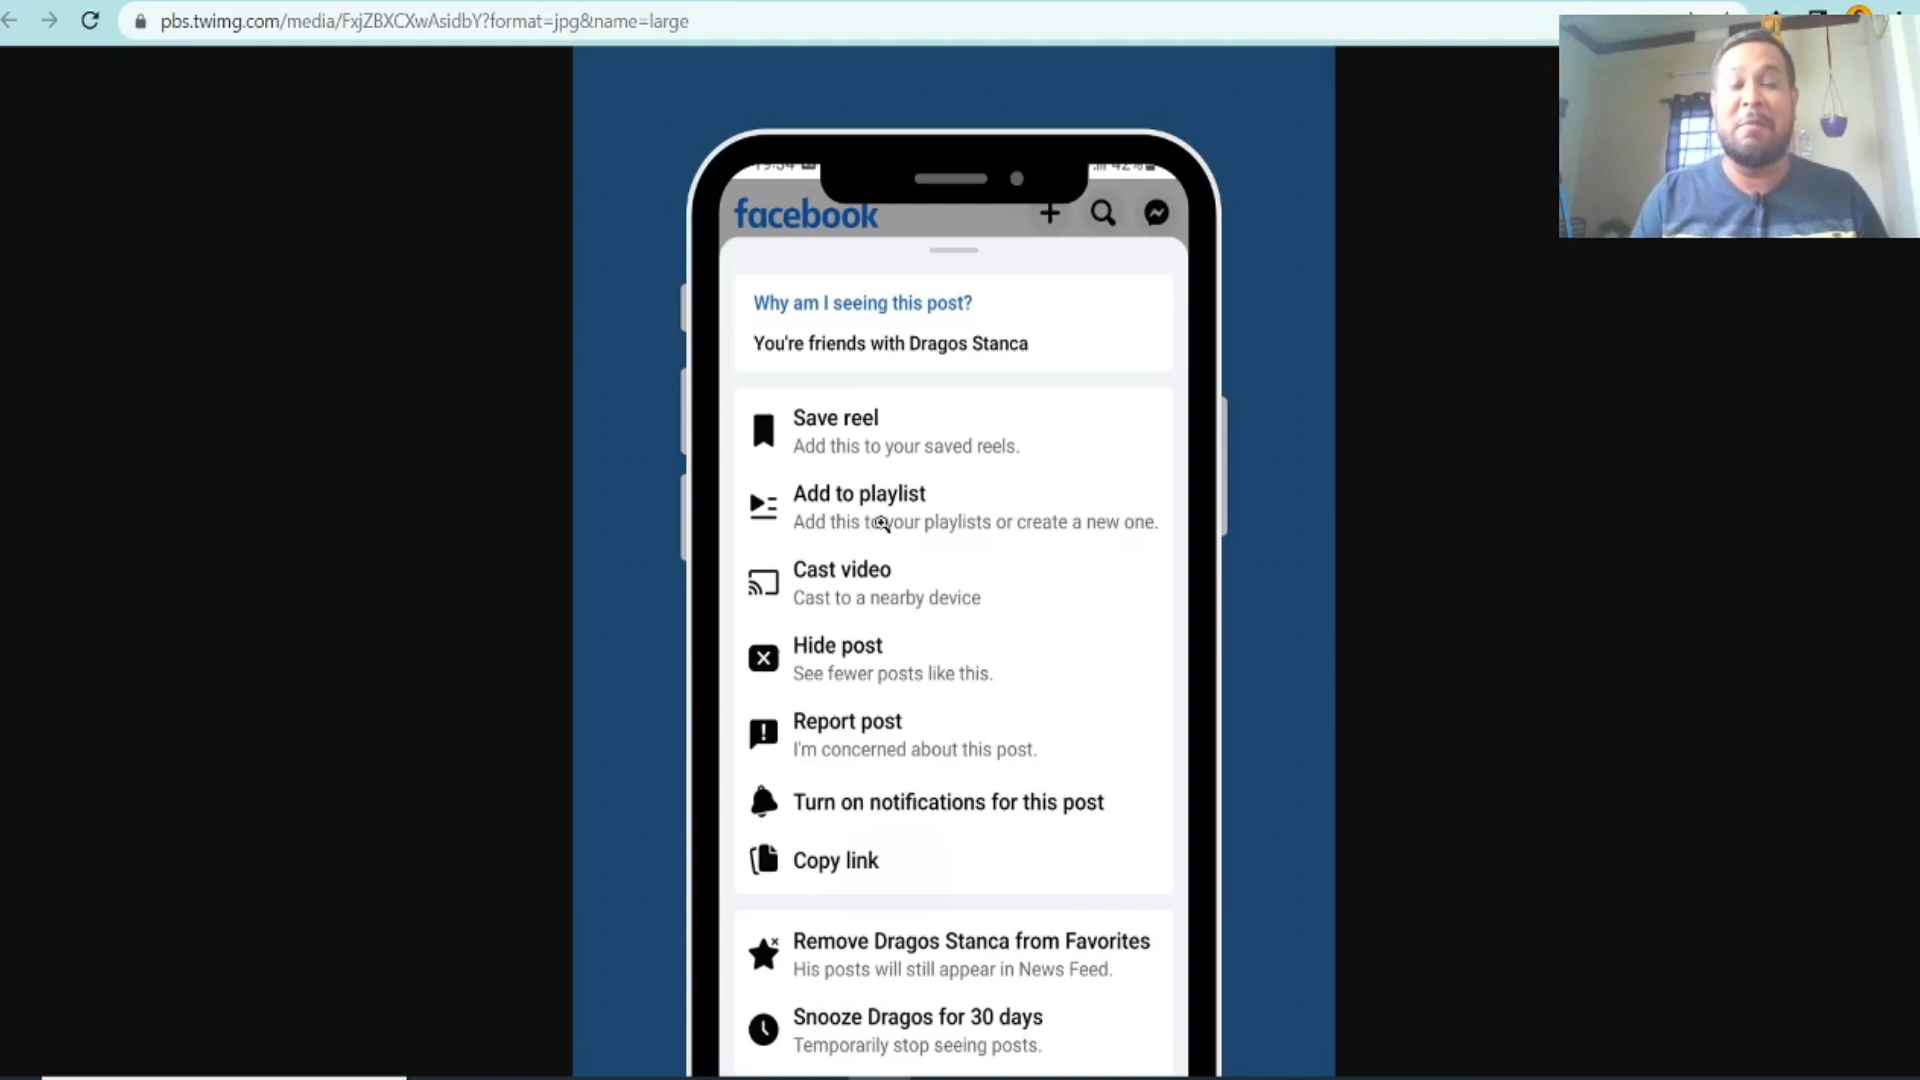 pbs.twimg.com/media/FxjZBXCXwAsidbY?format=jpg&name=large
facebook
Why am I seeing this post?
You're friends with Dragos Stanca
Save reel
Add this to your saved reels.
Add to playlist
Add this to your playlists or create a new one.
Cast video
Cast to a nearby device
Hide post
See fewer posts like this.
Report post
I'm concerned about this post.
Turn on notifications for this post
Copy link
Remove Dragos Stanca from Favorites
His posts will still appear in News Feed.
Snooze Dragos for 30 days
Temporarily stop seeing posts.